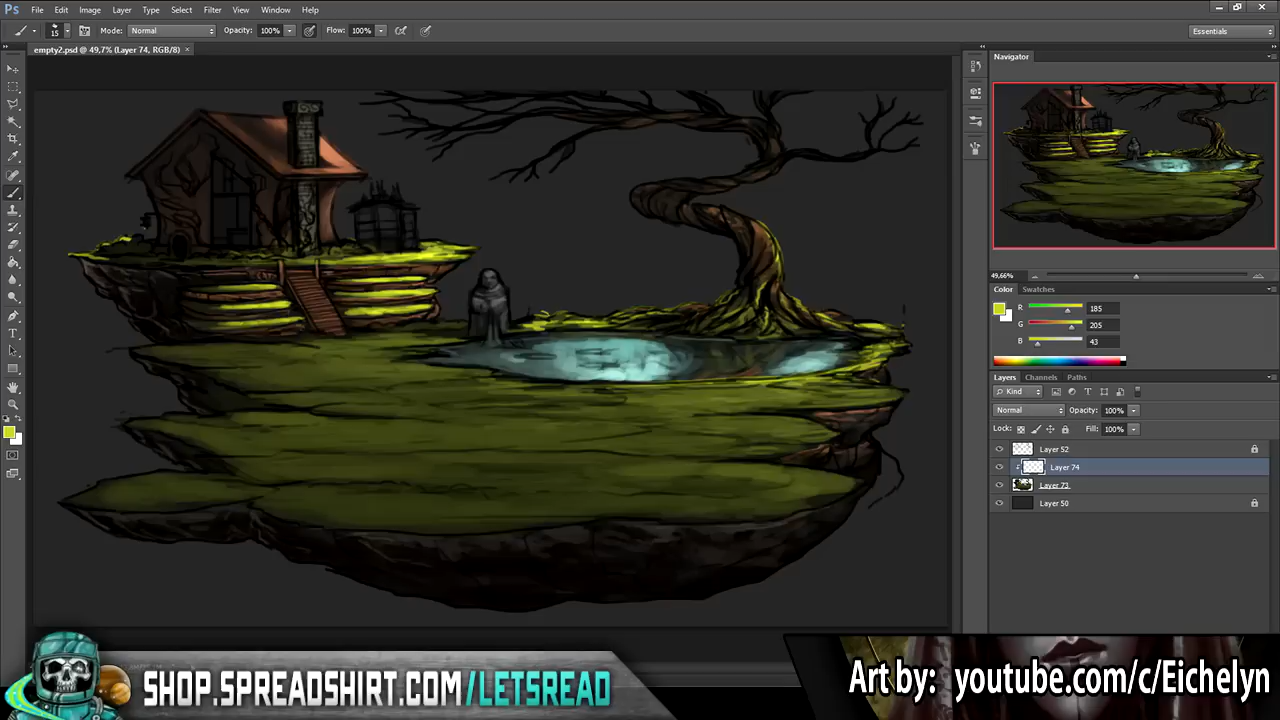 Ps File Edit Image Layer Type Select Filter View Window Help
15 Mode: Normal Opacity: 100% Flow: 100% Essentials
empty2.psd @ 49,7% (Layer 74, RGB/8) ×
Navigator
49,66%
Color Swatches
R 185
G 205
B 43
Layers Channels Paths
Kind
Normal Opacity: 100%
Lock: Fill: 100%
Layer 52
Layer 74
Layer 73
Layer 50
SHOP.SPREADSHIRT.COM/LETSREAD
Art by: youtube.com/c/Eichelyn